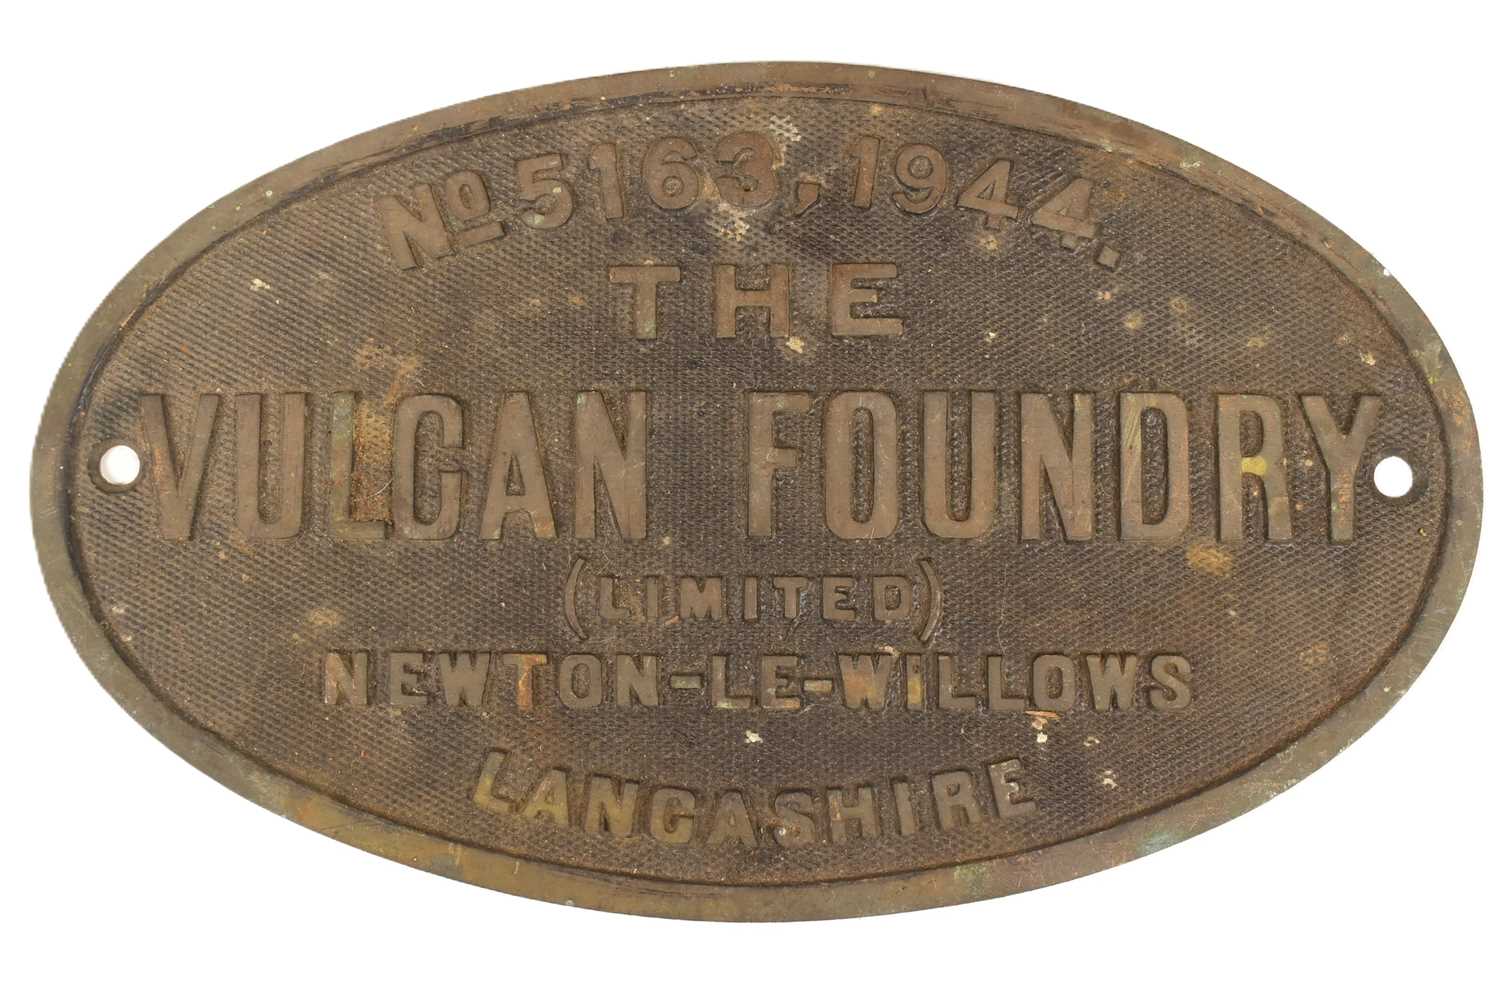 No 5163, 1944.
THE
VULCAN FOUNDRY
(LIMITED)
NEWTON-LE-WILLOWS
LANCASHIRE